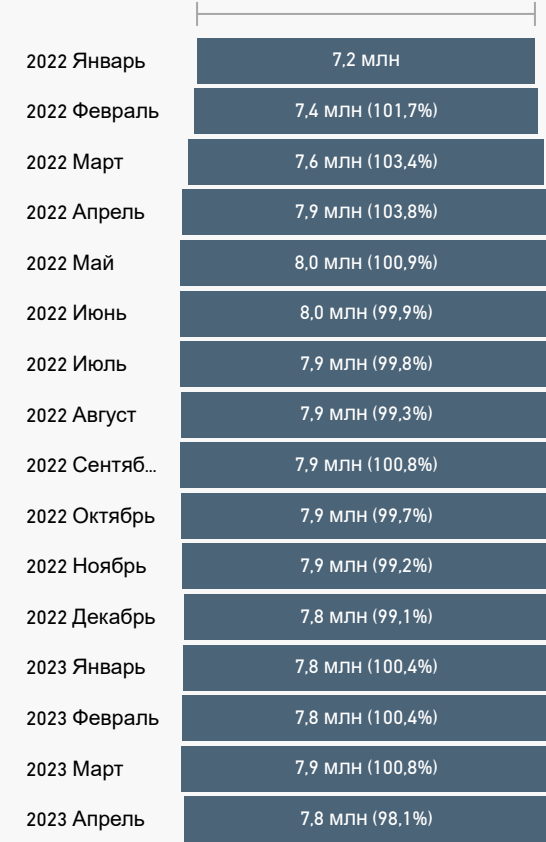 2022 Январь 7,2 млн
2022 Февраль 7,4 млн (101,7%)
2022 Март 7,6 млн (103,4%)
2022 Апрель 7,9 млн (103,8%)
2022 Май 8,0 млн (100,9%)
2022 Июнь 8,0 млн (99,9%)
2022 Июль 7,9 млн (99,8%)
2022 Август 7,9 млн (99,3%)
2022 Сентяб... 7,9 млн (100,8%)
2022 Октябрь 7,9 млн (99,7%)
2022 Ноябрь 7,9 млн (99,2%)
2022 Декабрь 7,8 млн (99,1%)
2023 Январь 7,8 млн (100,4%)
2023 Февраль 7,8 млн (100,4%)
2023 Март 7,9 млн (100,8%)
2023 Апрель 7,8 млн (98,1%)